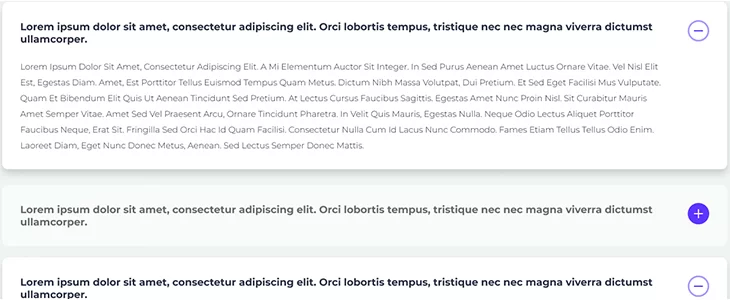 Lorem ipsum dolor sit amet, consectetur adipiscing elit. Orci lobortis tempus, tristique nec nec magna viverra dictumst
ullamcorper.
Lorem Ipsum Dolor Sit Amet, Consectetur Adipiscing Elit. A Mi Elementum Auctor Sit Integer. In Sed Purus Aenean Amet Luctus Ornare Vitae. Vel Nisl Elit
Est, Egestas Diam. Amet, Est Porttitor Tellus Euismod Tempus Quam Metus. Dictum Nibh Massa Volutpat, Dui Pretium. Et Sed Eget Facilisi Mus Vulputate.
Quam Et Bibendum Elit Quis Ut Aenean Tincidunt Sed Pretium. At Lectus Cursus Faucibus Sagittis. Egestas Amet Nunc Proin Nisl. Sit Curabitur Mauris
Amet Semper Vitae. Amet Sed Vel Praesent Arcu, Ornare Tincidunt Pharetra. In Velit Quis Mauris, Egestas Nulla. Neque Odio Lectus Aliquet Porttitor
Faucibus Neque, Erat Sit. Fringilla Sed Orci Hac Id Quam Facilisi. Consectetur Nulla Cum Id Lacus Nunc Commodo. Fames Etiam Tellus Tellus Odio Enim.
Laoreet Diam, Eget Nunc Donec Metus, Aenean. Sed Lectus Semper Donec Mattis.
Lorem ipsum dolor sit amet, consectetur adipiscing elit. Orci lobortis tempus, tristique nec nec magna viverra dictumst
ullamcorper.
Lorem ipsum dolor sit amet, consectetur adipiscing elit. Orci lobortis tempus, tristique nec nec magna viverra dictumst
ullamcorper.